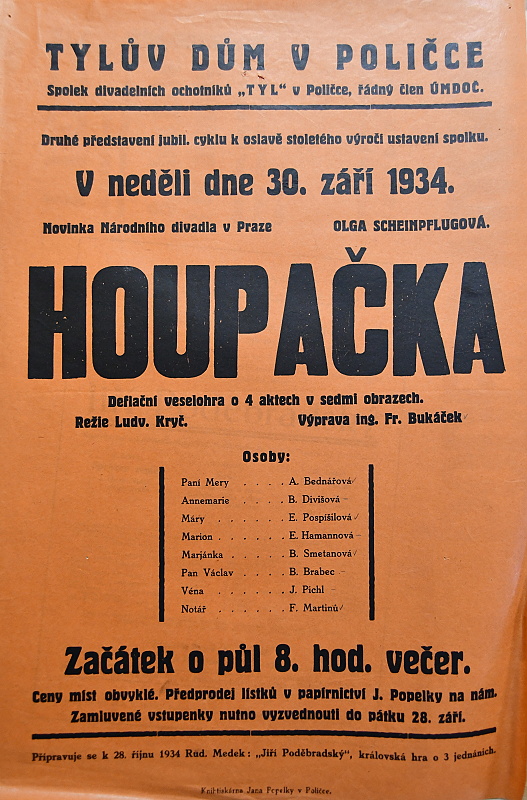 TYLŮV DŮM V POLIČCE
Spolek divadelních ochotníků „TYL“ v Poličce, řádný člen ÚMDOČ.
Druhé představení jubil. cyklu k oslavě stoletého výročí ustavení spolku.
V neděli dne 30. září 1934.
Novinka Národního divadla v Praze OLGA SCHEINPFLUGOVÁ.
HOUPAČKA
Deflační veselohra o 4 aktech v sedmi obrazech.
Režie Ludv. Kryč. Výprava ing. Fr. Bukáček
Osoby:
Paní Mery . . . . A. Bednářová
Annemarie . . . . B. Divišová
Máry . . . . . . E. Pospíšilová
Marion . . . . . E. Hamannová
Marjánka . . . . B. Smetanová
Pan Václav . . . . B. Brabec
Véna . . . . . . J. Pichl
Notář . . . . . . F. Martinů
Začátek o půl 8. hod. večer.
Ceny míst obvyklé. Předprodej lístků v papírnictví J. Popelky na nám.
Zamluvené vstupenky nutno vyzvednouti do pátku 28. září.
Připravuje se k 28. říjnu 1934 Rud. Medek: „Jiří Poděbradský“, královská hra o 3 jednáních.
Knihtiskárna Jana Popelky v Poličce.